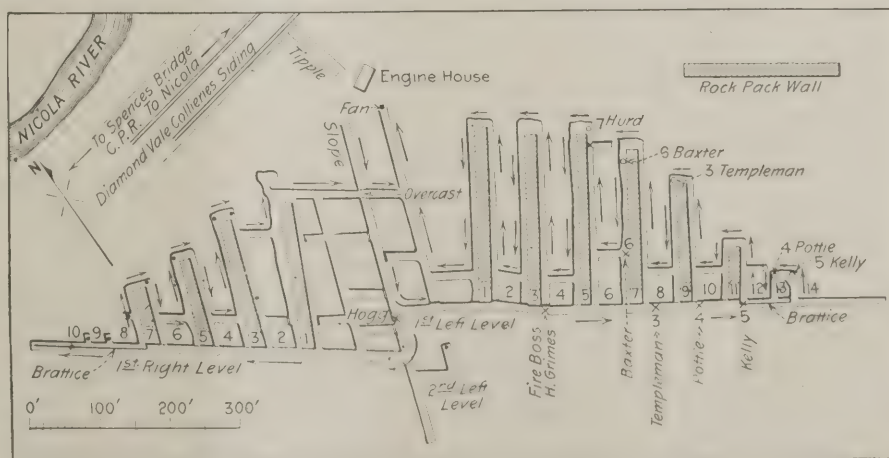 NICOLA RIVER
To Spences Bridge
C.P.R. To Nicola
Diamond Vale Collieries Siding
Tipple
Engine House
Fan
Rock Pack Wall
N
Slope
Overcast
7 Hurd
6 Baxter
3 Templeman
4 Pottie
5 Kelly
6
1 2 3 4 5 6 7 8 9 10 11 12 13 14
Hogg
1st Left Level
10 9 8 7 6 5 4 3 2 1
Brattice
1st Right Level
2nd Left
Level
Fire Boss
H. Grimes
Baxter
Templeman 3
Pottie 4
5
Kelly
Brattice
0' 100' 200' 300'